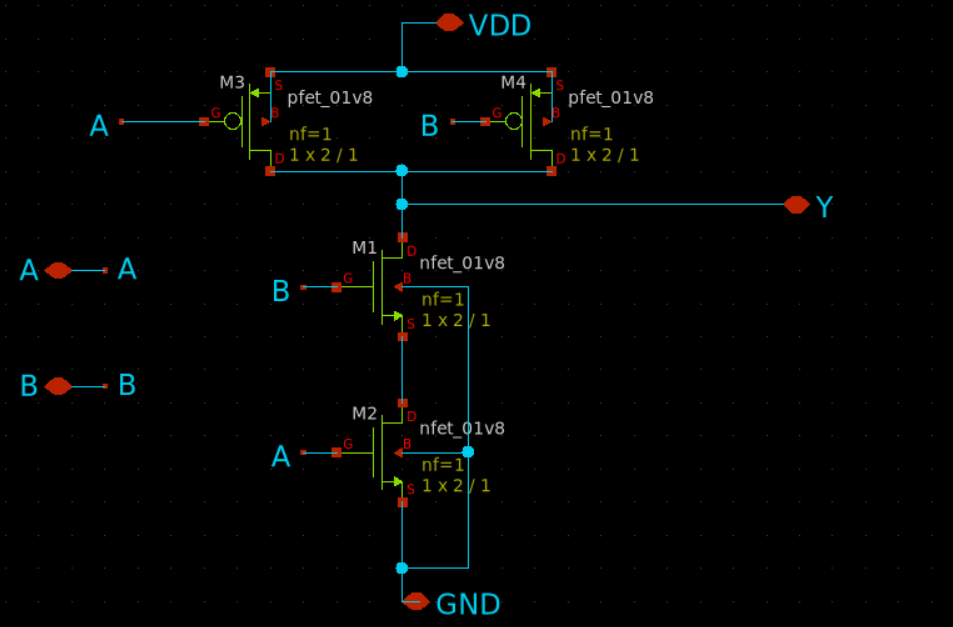 VDD
M3
S
pfet_01v8
G
B
A
nf=1
1 x 2 / 1
D
M4
S
pfet_01v8
G
B
B
nf=1
1 x 2 / 1
D
Y
A
A
M1
D
nfet_01v8
G
B
B
nf=1
1 x 2 / 1
S
B
B
M2
D
nfet_01v8
G
B
A
nf=1
1 x 2 / 1
S
GND